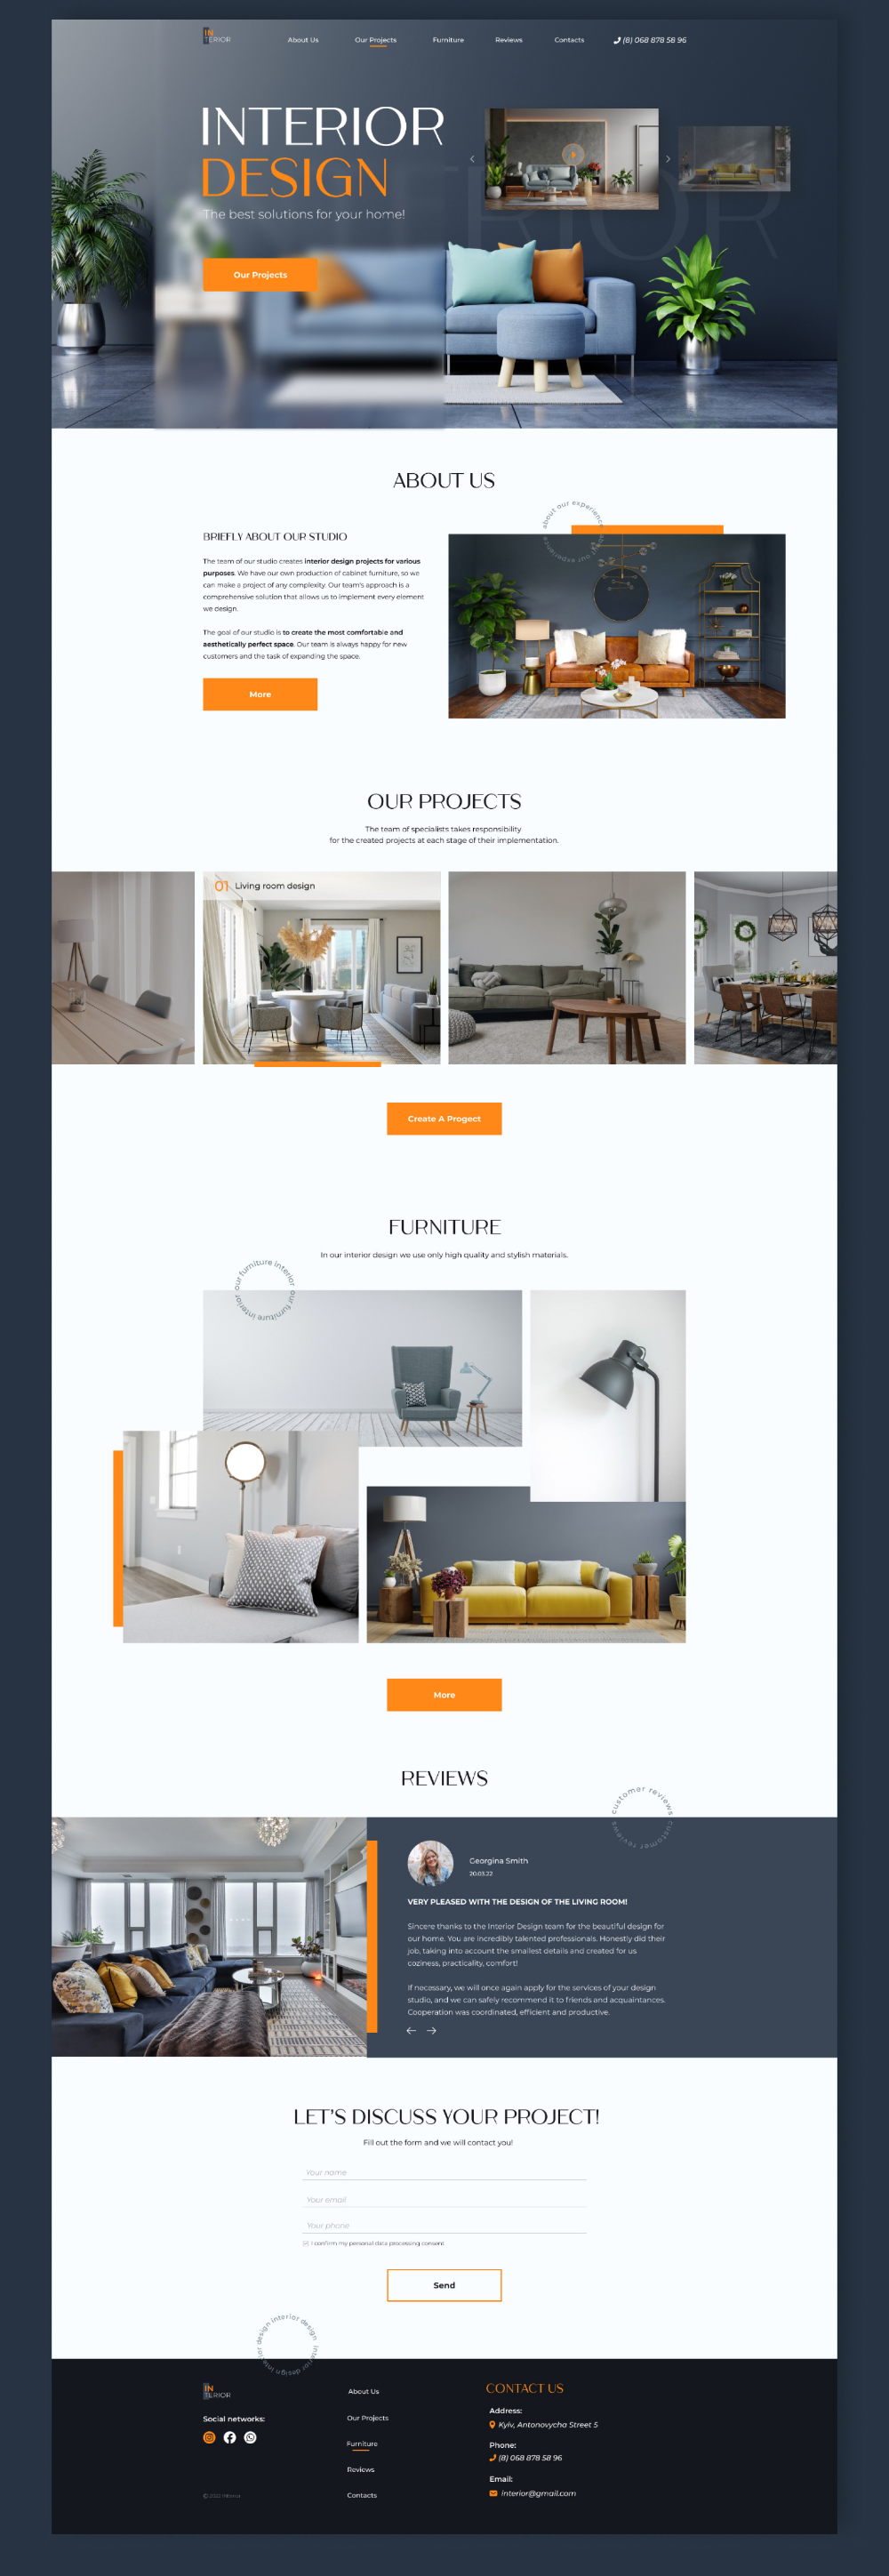 IN
TERIOR
About Us
Our Projects
Furniture
Reviews
Contacts
(8) 068 878 58 96
INTERIOR
DESIGN
The best solutions for your home!
Our Projects
ABOUT US
about our experience about our experience
BRIEFLY ABOUT OUR STUDIO
The team of our studio creates interior design projects for various
purposes. We have our own production of cabinet furniture, so we
can make a project of any complexity. Our team's approach is a
comprehensive solution that allows us to implement every element
we design.
The goal of our studio is to create the most comfortable and
aesthetically perfect space. Our team is always happy for new
customers and the task of expanding the space.
More
OUR PROJECTS
The team of specialists takes responsibility
for the created projects at each stage of their implementation.
01 Living room design
Create A Progect
FURNITURE
In our interior design we use only high quality and stylish materials.
our furniture interior our furniture interior
More
REVIEWS
customer reviews customer reviews
Georgina Smith
20.03.22
VERY PLEASED WITH THE DESIGN OF THE LIVING ROOM!
Sincere thanks to the Interior Design team for the beautiful design for
our home. You are incredibly talented professionals. Honestly did their
job, taking into account the smallest details and created for us
coziness, practicality, comfort!
If necessary, we will once again apply for the services of your design
studio, and we can safely recommend it to friends and acquaintances.
Cooperation was coordinated, efficient and productive.
LET'S DISCUSS YOUR PROJECT!
Fill out the form and we will contact you!
Your name
Your email
Your phone
I confirm my personal data processing consent
Send
interior design interior design interior design
IN
TERIOR
Social networks:
© 2022 INterior
About Us
Our Projects
Furniture
Reviews
Contacts
CONTACT US
Address:
Kyiv, Antonovycha Street 5
Phone:
(8) 068 878 58 96
Email:
interior@gmail.com